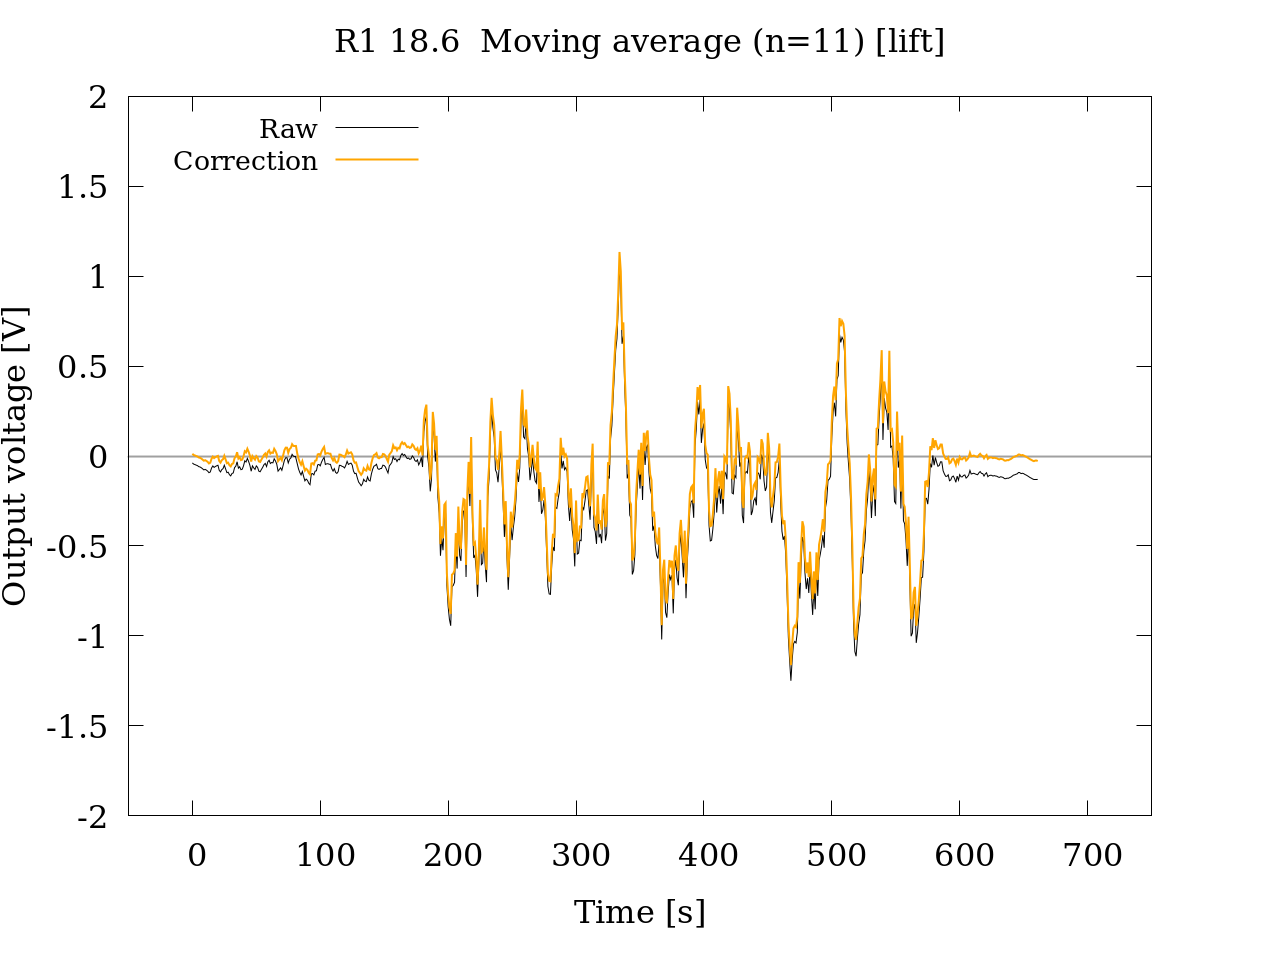 R1 18.6  Moving average (n=11) [lift]
Raw
Correction
2
1.5
1
0.5
0
-0.5
-1
-1.5
-2
Output voltage [V]
0 100 200 300 400 500 600 700
Time [s]